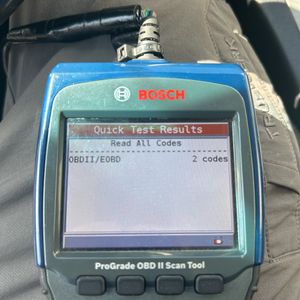 BOSCH
Quick Test Results
Read All Codes
OBDII/EOBD 2 codes
ProGrade OBD II Scan Tool